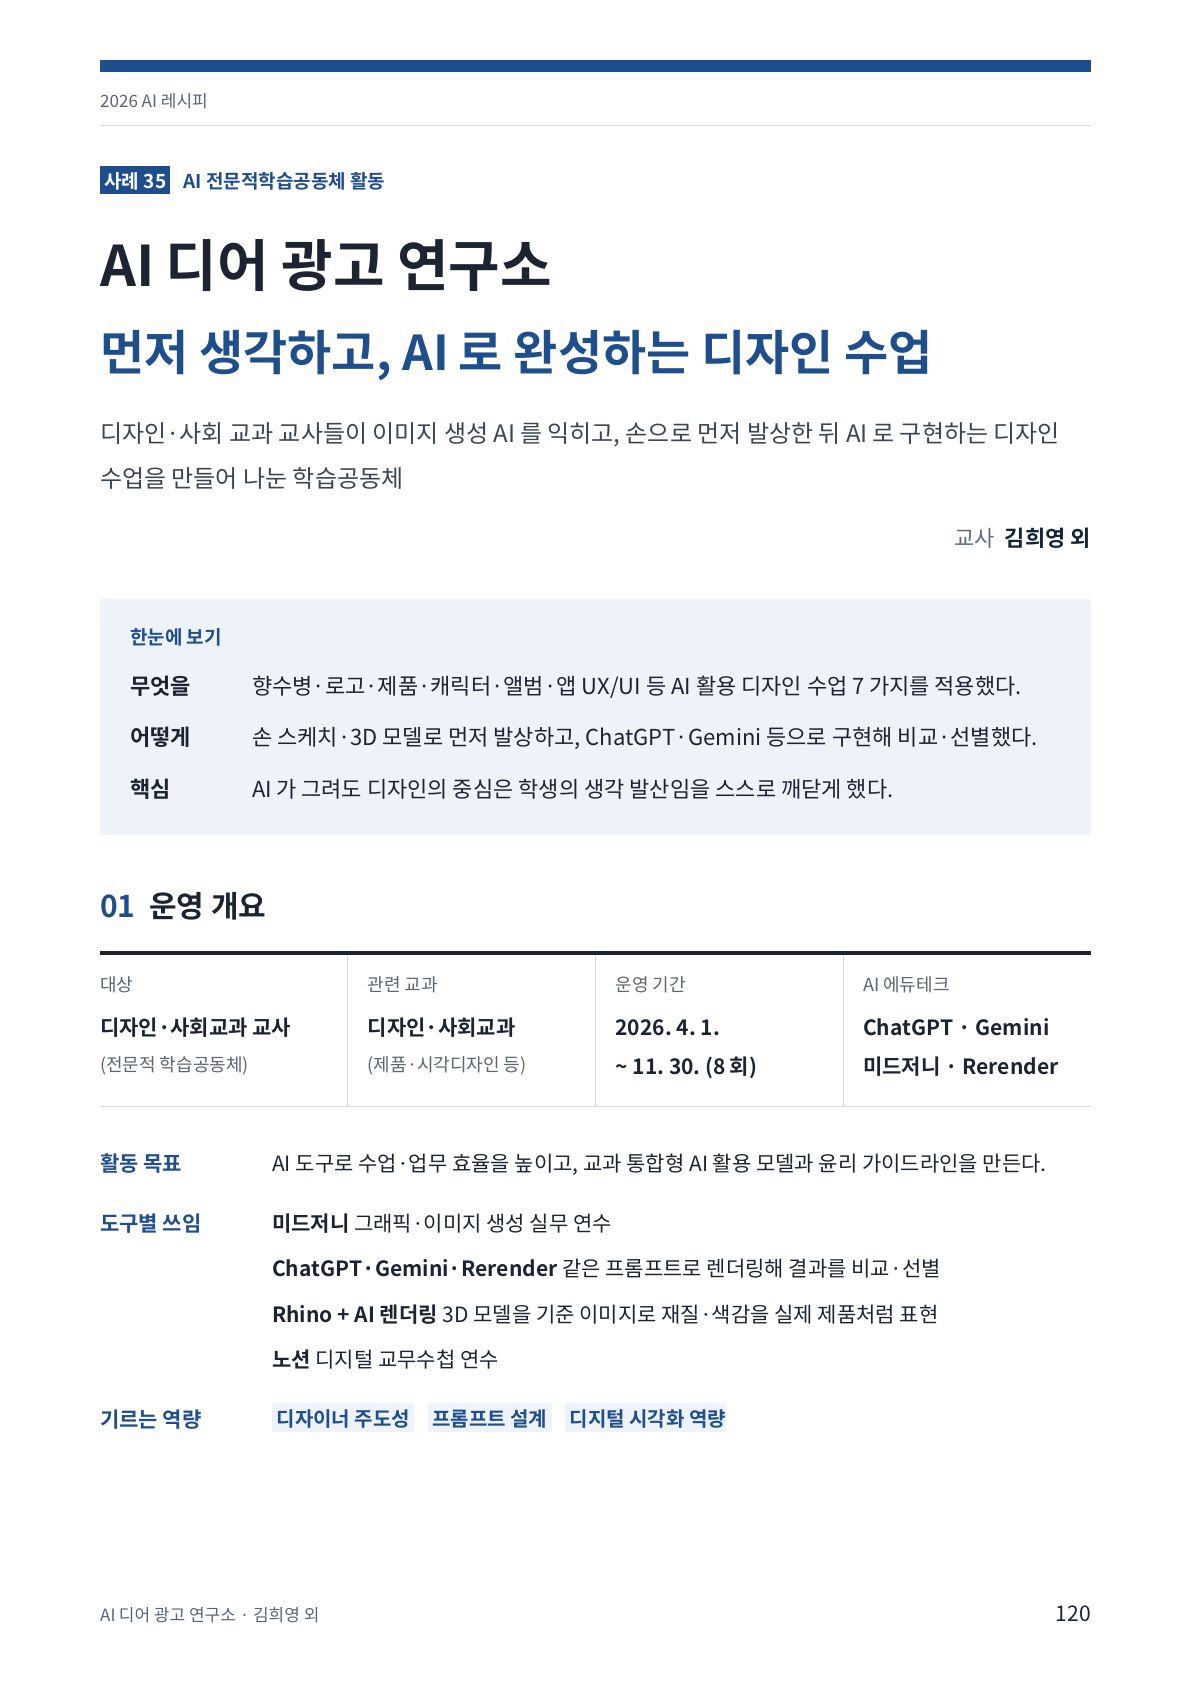 2026 AI 레시피
사례 35 AI 전문적학습공동체 활동
AI 디어 광고 연구소
먼저 생각하고, AI 로 완성하는 디자인 수업
디자인·사회 교과 교사들이 이미지 생성 AI 를 익히고, 손으로 먼저 발상한 뒤 AI 로 구현하는 디자인
수업을 만들어 나눈 학습공동체
교사 김희영 외
한눈에 보기
무엇을 향수병·로고·제품·캐릭터·앨범·앱 UX/UI 등 AI 활용 디자인 수업 7 가지를 적용했다.
어떻게 손 스케치·3D 모델로 먼저 발상하고, ChatGPT·Gemini 등으로 구현해 비교·선별했다.
핵심 AI 가 그려도 디자인의 중심은 학생의 생각 발산임을 스스로 깨닫게 했다.
01 운영 개요
대상 관련 교과 운영 기간 AI 에듀테크
디자인·사회교과 교사 디자인·사회교과 2026. 4. 1. ChatGPT · Gemini
(전문적 학습공동체) (제품·시각디자인 등) ~ 11. 30. (8 회) 미드저니 · Rerender
활동 목표 AI 도구로 수업·업무 효율을 높이고, 교과 통합형 AI 활용 모델과 윤리 가이드라인을 만든다.
도구별 쓰임 미드저니 그래픽·이미지 생성 실무 연수
ChatGPT·Gemini·Rerender 같은 프롬프트로 렌더링해 결과를 비교·선별
Rhino + AI 렌더링 3D 모델을 기준 이미지로 재질·색감을 실제 제품처럼 표현
노션 디지털 교무수첩 연수
기르는 역량 디자이너 주도성 프롬프트 설계 디지털 시각화 역량
AI 디어 광고 연구소 · 김희영 외 120